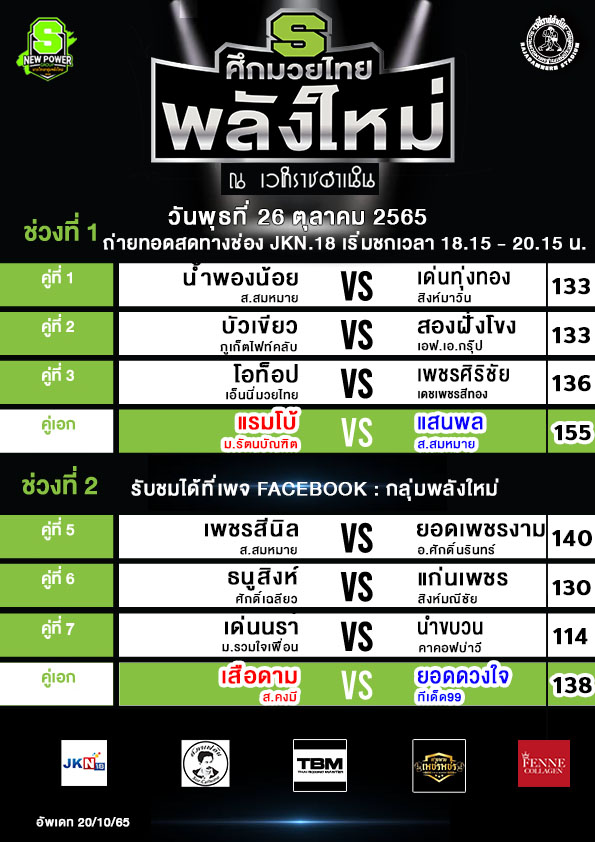 S
NEW POWER
GROUP
RAJADAMNERN STADIUM
S
ศึกมวยไทย
พลังใหม่
ณ เวทีราชดำเนิน
ช่วงที่ 1
วันพุธที่ 26 ตุลาคม 2565
ถ่ายทอดสดทางช่อง JKN.18 เริ่มชกเวลา 18.15 - 20.15 น.
คู่ที่ 1 น้ำพองน้อย VS เด่นทุ่งทอง 133
ส.สมหมาย สิงห์มาวิน
คู่ที่ 2 บัวเขียว VS สองฝั่งโขง 133
ภูเก็ตไฟท์คลับ เอฟ.เอ.กรุ๊ป
คู่ที่ 3 โอท็อป VS เพชรศิริชัย 136
เอ็นนี่มวยไทย เดชเพชรสีทอง
คู่เอก แรมโบ้ VS แสนพล 155
ม.รัตนบัณฑิต ส.สมหมาย
ช่วงที่ 2 รับชมได้ที่เพจ FACEBOOK : กลุ่มพลังใหม่
คู่ที่ 5 เพชรสีนิล VS ยอดเพชรงาม 140
ส.สมหมาย อ.ศักดิ์นรินทร์
คู่ที่ 6 ธนูสิงห์ VS แก่นเพชร 130
ศักดิ์เฉลียว สิงห์มณีชัย
คู่ที่ 7 เด่นนรา VS นำขบวน 114
ม.รวมใจเพื่อน คาคอฟบ่าวี
คู่เอก เสือดาม VS ยอดดวงใจ 138
ส.คงมี ทีเด็ด99
JKN 18
TBM
THAI BOXING MASTER
FENNE
COLLAGEN
อัพเดท 20/10/65